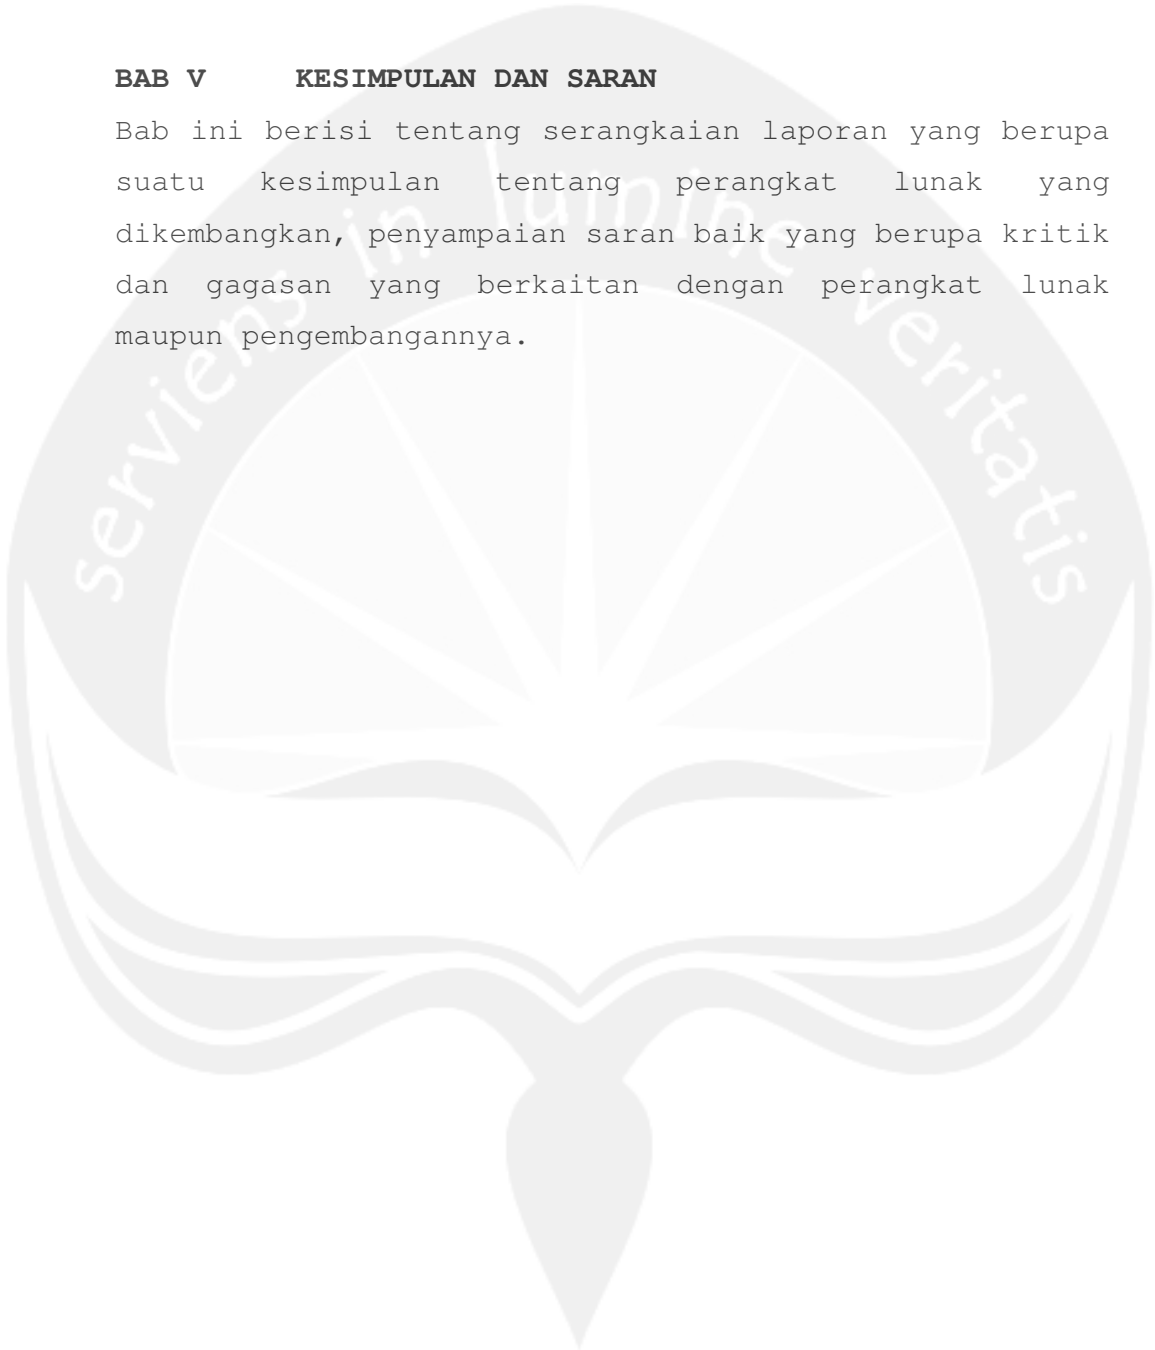 BAB V KESIMPULAN DAN SARAN
Bab ini berisi tentang serangkaian laporan yang berupa
suatu kesimpulan tentang perangkat lunak yang
dikembangkan, penyampaian saran baik yang berupa kritik
dan gagasan yang berkaitan dengan perangkat lunak
maupun pengembangannya.
serviens in lumine veritatis